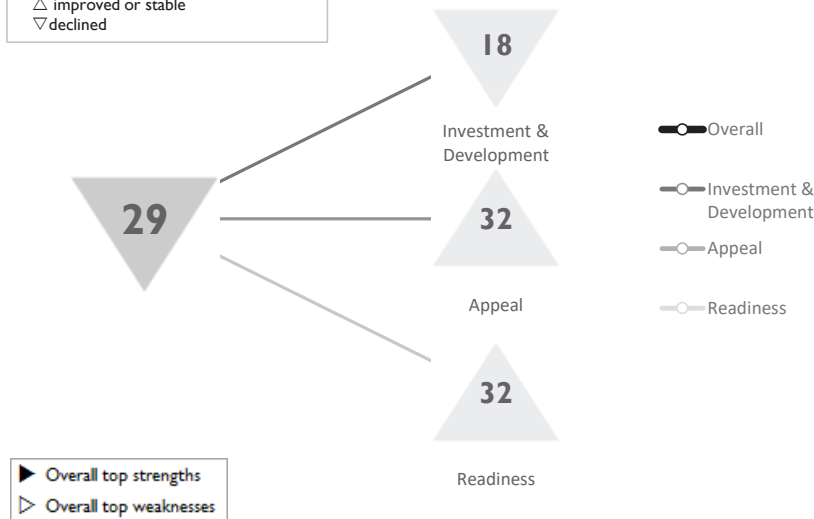 △ improved or stable
▽ declined
18
Investment &
Development
29
32
Appeal
32
Readiness
Overall
Investment &
Development
Appeal
Readiness
▶ Overall top strengths
▷ Overall top weaknesses